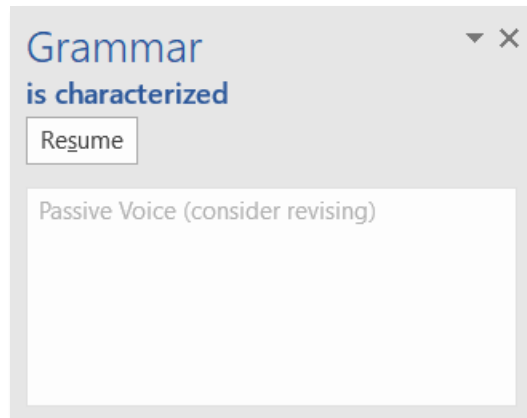 Grammar
is characterized
Resume
Passive Voice (consider revising)